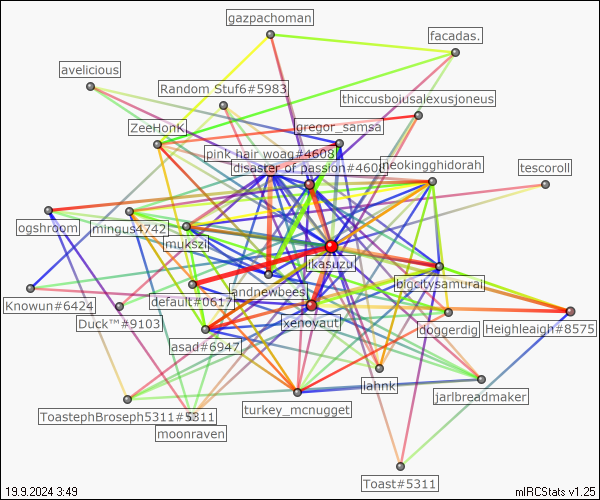 gazpachoman
facadas.
avelicious
Random Stuf6#5983
thiccusboiusalexusjoneus
ZeeHonK
gregor_samsa
pink hair woag#4608
disaster of passion#4604
neokingghidorah
tescoroll
ogshroom
mingus4742
mukszi
ikasuzu
bigcitysamurai
Knowun#6424
default#0617
andnewbees
Duck™#9103
xenoyaut
doggerdig
Heighleaigh#8575
asad#6947
lahnk
jarlbreadmaker
ToastephBroseph5311#5311
turkey_mcnugget
moonraven
Toast#5311
19.9.2024 3:49
mIRCStats v1.25